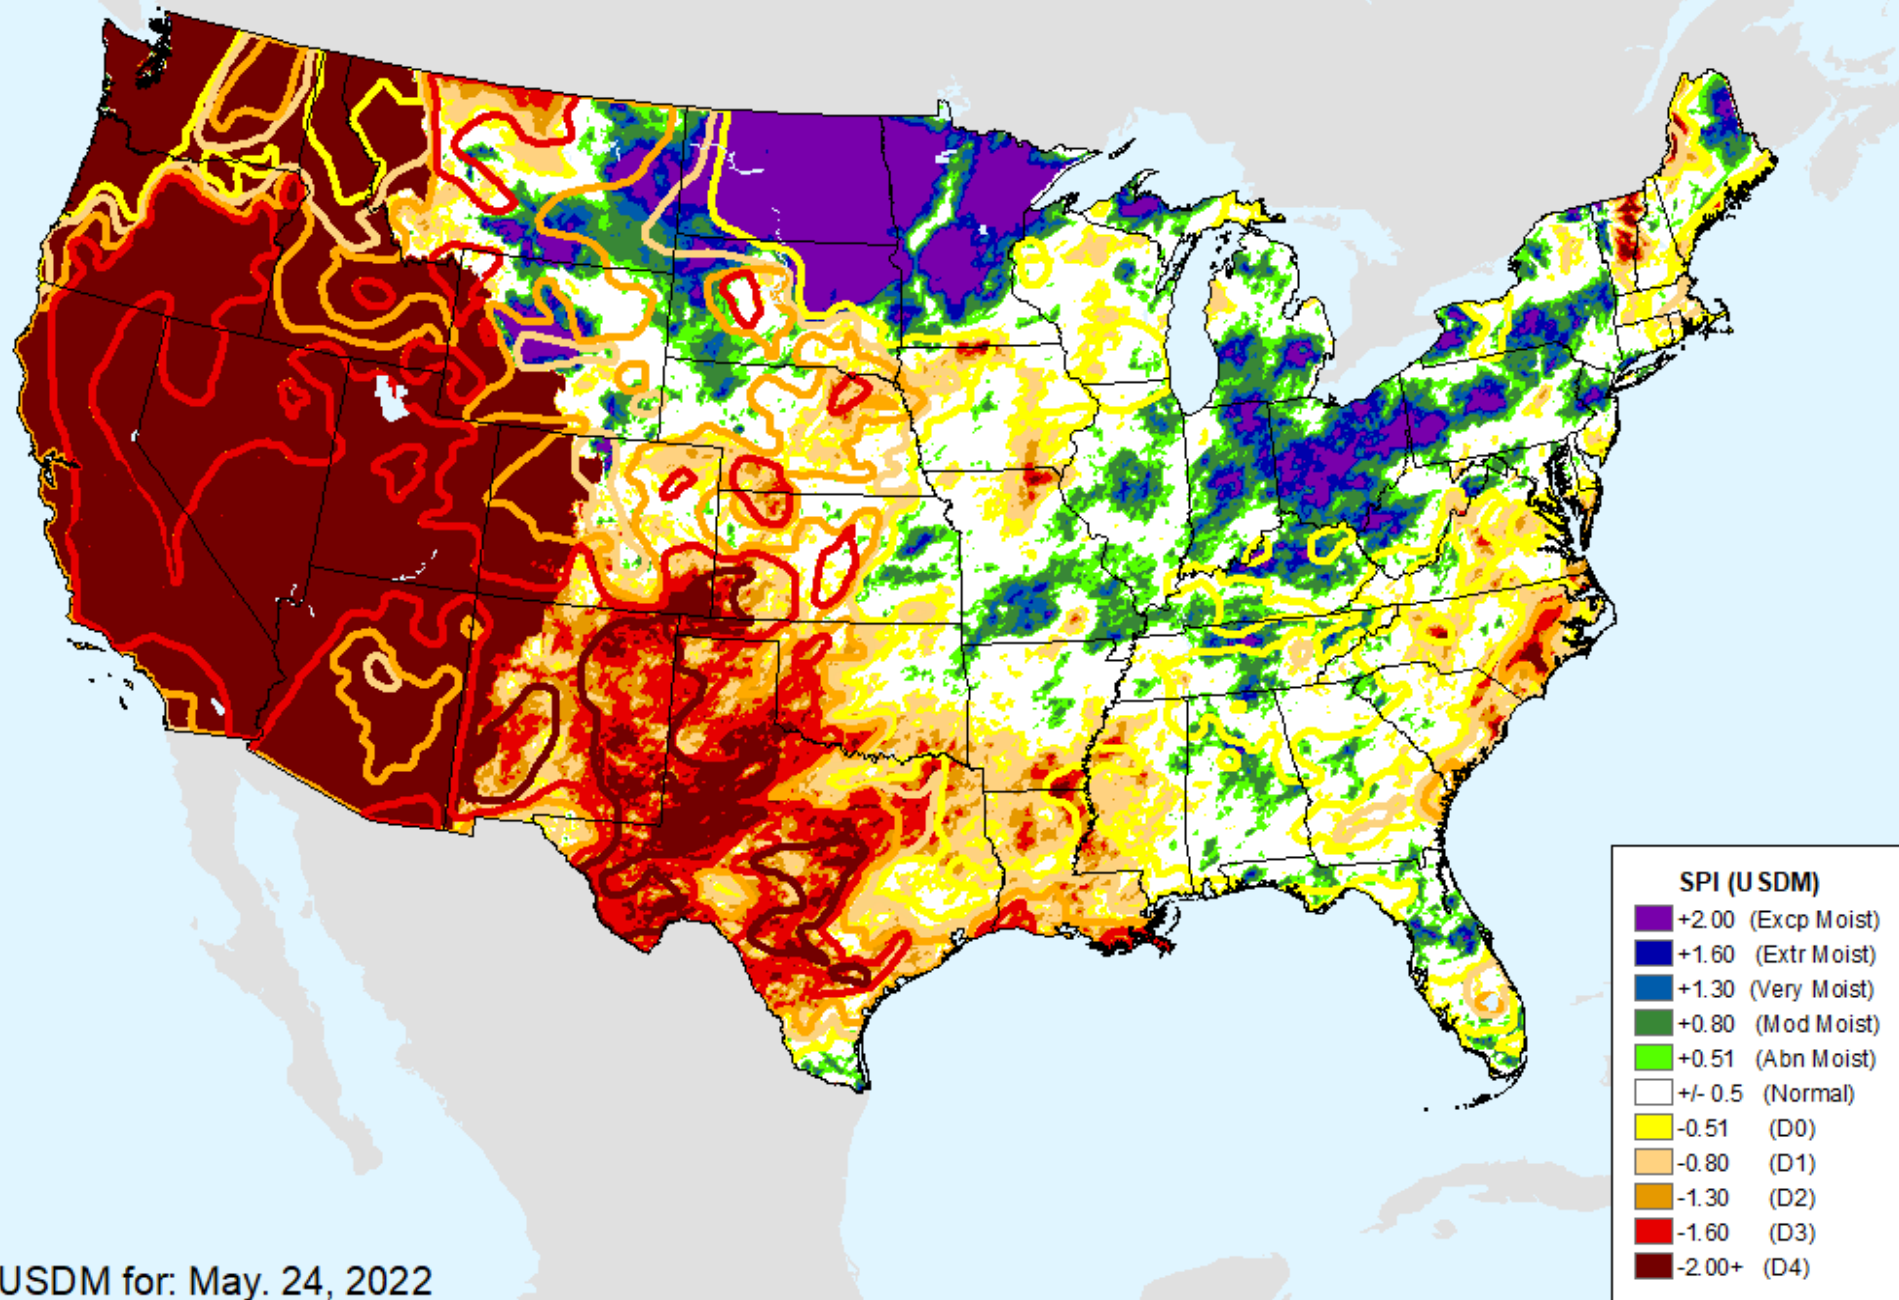 SPI (USDM)
+2.00 (Excp Moist)
+1.60 (Extr Moist)
+1.30 (Very Moist)
+0.80 (Mod Moist)
+0.51 (Abn Moist)
+/- 0.5 (Normal)
-0.51 (D0)
-0.80 (D1)
-1.30 (D2)
-1.60 (D3)
-2.00+ (D4)
USDM for: May. 24, 2022